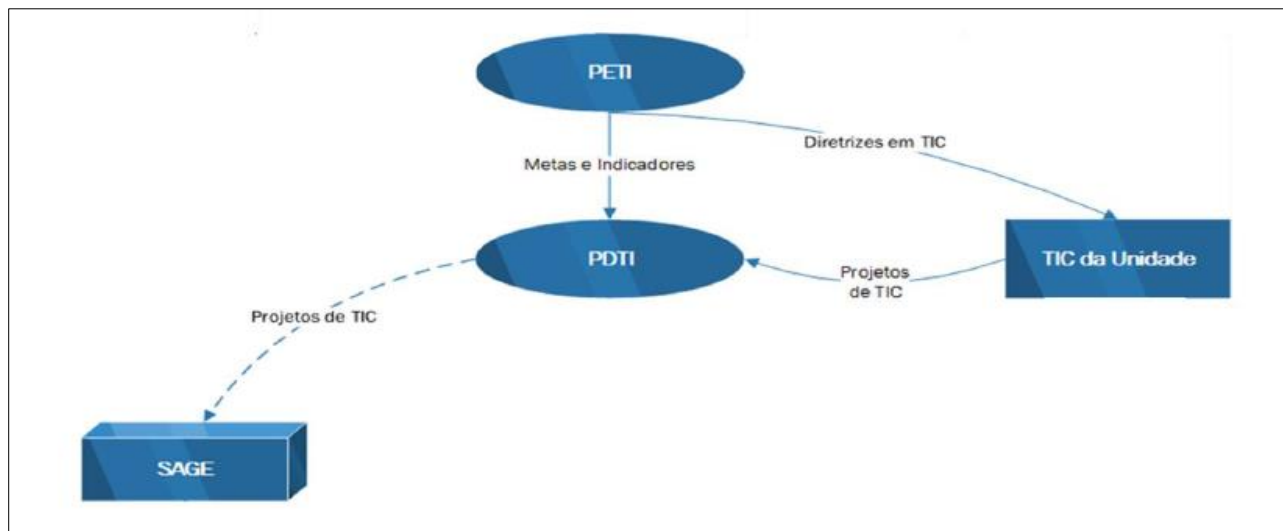 PETI
Diretrizes em TIC
Metas e Indicadores
PDTI
TIC da Unidade
Projetos
de TIC
Projetos de TIC
SAGE